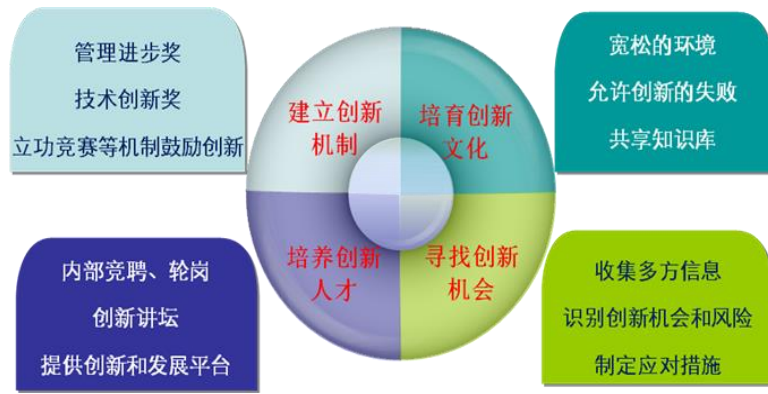 管理进步奖
技术创新奖
立功竞赛等机制鼓励创新
建立创新
机制
培育创新
文化
宽松的环境
允许创新的失败
共享知识库
内部竞聘、轮岗
创新讲坛
提供创新和发展平台
培养创新
人才
寻找创新
机会
收集多方信息
识别创新机会和风险
制定应对措施